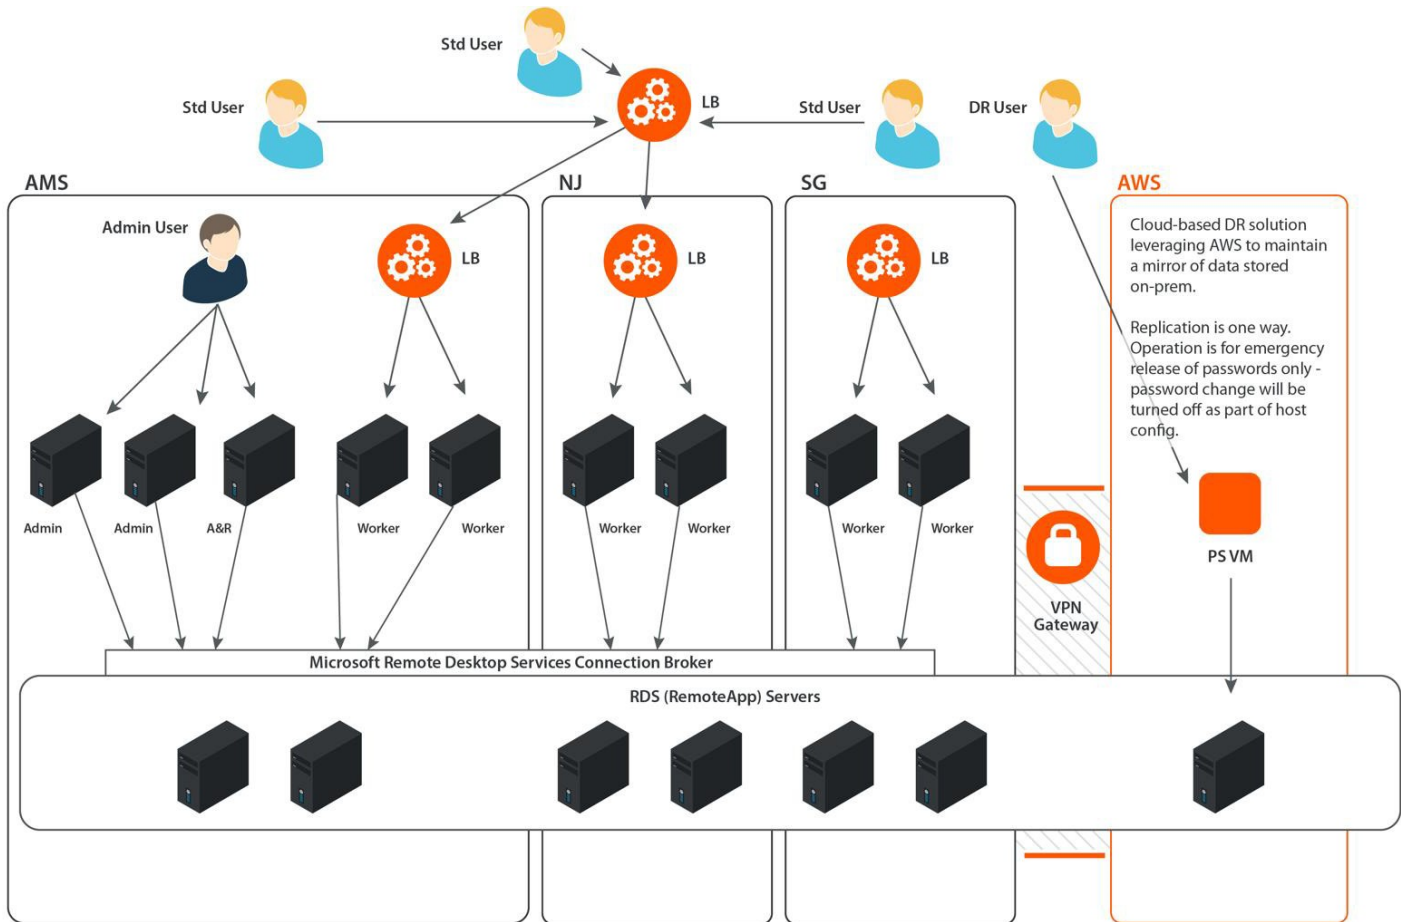 Std User
Std User
LB
Std User
DR User
AMS
NJ
SG
AWS
Admin User
LB
LB
LB
Cloud-based DR solution
leveraging AWS to maintain
a mirror of data stored
on-prem.
Replication is one way.
Operation is for emergency
release of passwords only -
password change will be
turned off as part of host
config.
Admin
Admin
A&R
Worker
Worker
Worker
Worker
Worker
Worker
PS VM
VPN
Gateway
Microsoft Remote Desktop Services Connection Broker
RDS (RemoteApp) Servers